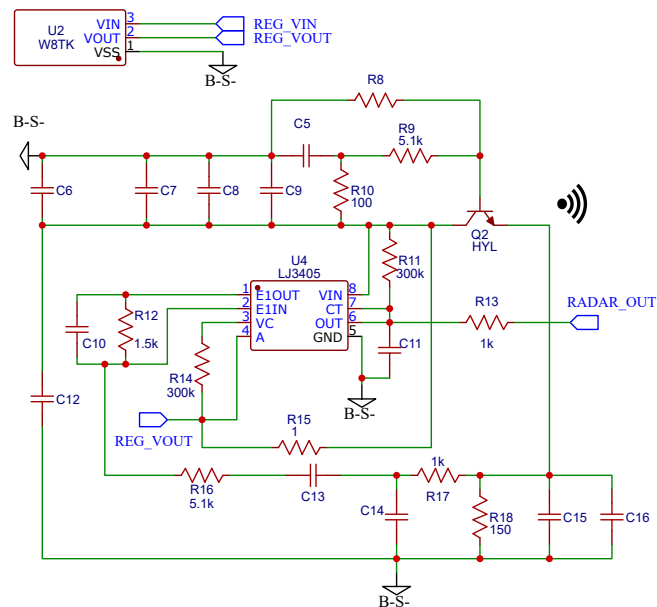 U2
W8TK
VIN 3
VOUT 2
VSS 1
REG_VIN
REG_VOUT
B-S-
R8
B-S-
C5
R9
5.1k
C6
C7
C8
C9
R10
100
Q2
HYL
U4
LJ3405
R11
300k
1 E1OUT VIN 8
2 E1IN CT 7
3 VC OUT 6
4 A GND 5
R12
1.5k
C10
R13
1k
RADAR_OUT
C11
R14
300k
C12
B-S-
REG_VOUT
R15
1
R16
5.1k
C13
1k
R17
C14
R18
150
C15
C16
B-S-